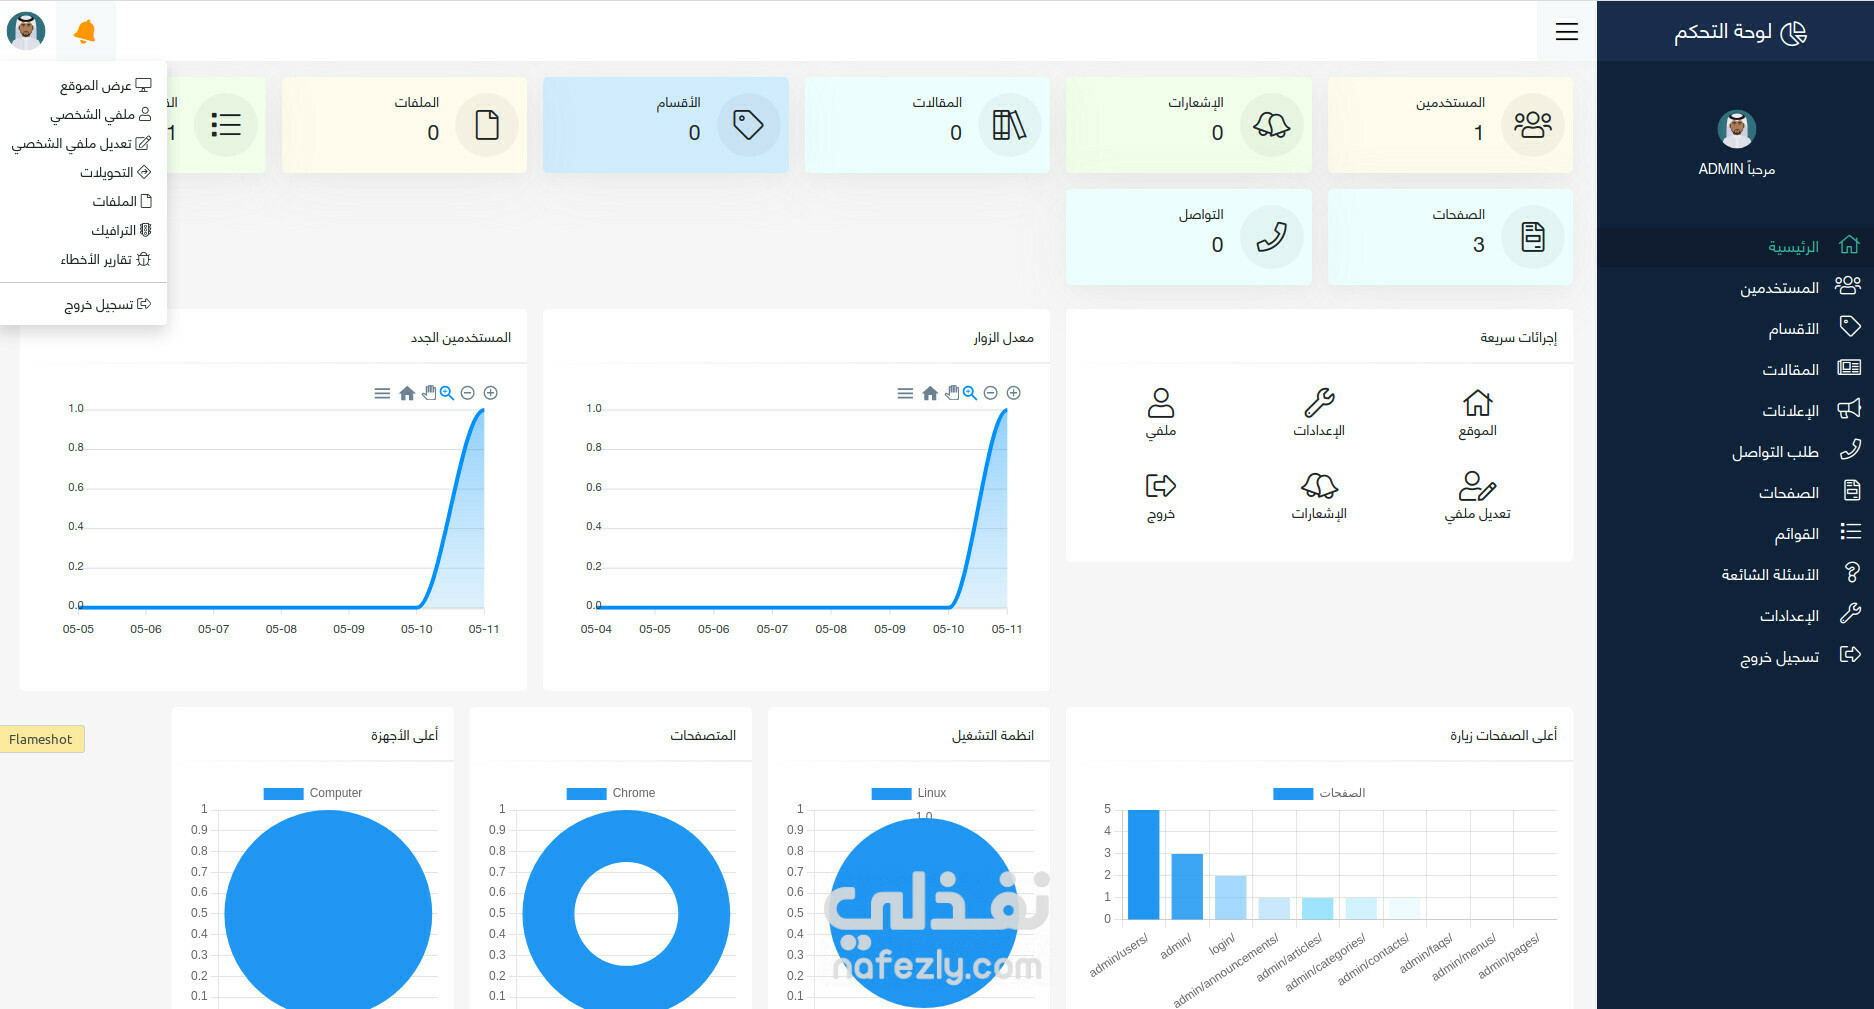 لوحة التحكم
مرحباً ADMIN
الرئيسية
المستخدمين
الأقسام
المقالات
الإعلانات
طلب التواصل
الصفحات
القوائم
الأسئلة الشائعة
الإعدادات
تسجيل خروج
عرض الموقع
ملفي الشخصي
تعديل ملفي الشخصي
التحويلات
الملفات
الترافيك
تقارير الأخطاء
تسجيل خروج
المستخدمين
1
الإشعارات
0
المقالات
0
الأقسام
0
الملفات
0
1
الصفحات
3
التواصل
0
إجرائات سريعة
الموقع
الإعدادات
ملفي
تعديل ملفي
الإشعارات
خروج
معدل الزوار
1.0
0.8
0.6
0.4
0.2
0.0
05-04 05-05 05-06 05-07 05-08 05-09 05-10 05-11
المستخدمين الجدد
1.0
0.8
0.6
0.4
0.2
0.0
05-05 05-06 05-07 05-08 05-09 05-10 05-11
أعلى الصفحات زيارة
الصفحات
5
4
3
2
1
0
admin/users/
admin/
login/
admin/announcements/
admin/articles/
admin/categories/
admin/contacts/
admin/faqs/
admin/menus/
admin/pages/
انظمة التشغيل
Linux
1.0
1
0.9
0.8
0.7
0.6
0.5
0.4
0.3
0.2
0.1
المتصفحات
Chrome
1
0.9
0.8
0.7
0.6
0.5
0.4
0.3
0.2
0.1
أعلى الأجهزة
Computer
1
0.9
0.8
0.7
0.6
0.5
0.4
0.3
0.2
0.1
Flameshot
نفذلي
nafezly.com